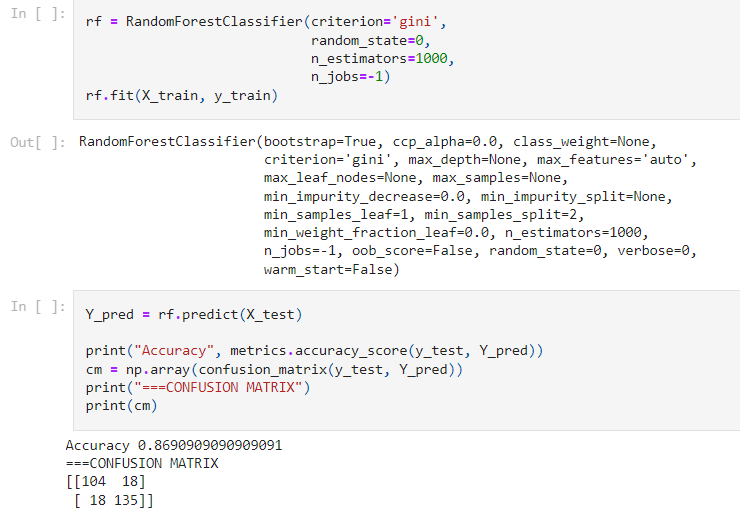 In [ ]:
rf = RandomForestClassifier(criterion='gini',
random_state=0,
n_estimators=1000,
n_jobs=-1)
rf.fit(X_train, y_train)
Out[ ]:
RandomForestClassifier(bootstrap=True, ccp_alpha=0.0, class_weight=None,
criterion='gini', max_depth=None, max_features='auto',
max_leaf_nodes=None, max_samples=None,
min_impurity_decrease=0.0, min_impurity_split=None,
min_samples_leaf=1, min_samples_split=2,
min_weight_fraction_leaf=0.0, n_estimators=1000,
n_jobs=-1, oob_score=False, random_state=0, verbose=0,
warm_start=False)
In [ ]:
Y_pred = rf.predict(X_test)
print("Accuracy", metrics.accuracy_score(y_test, Y_pred))
cm = np.array(confusion_matrix(y_test, Y_pred))
print("===CONFUSION MATRIX")
print(cm)
Accuracy 0.8690909090909091
===CONFUSION MATRIX
[[104  18]
[ 18 135]]